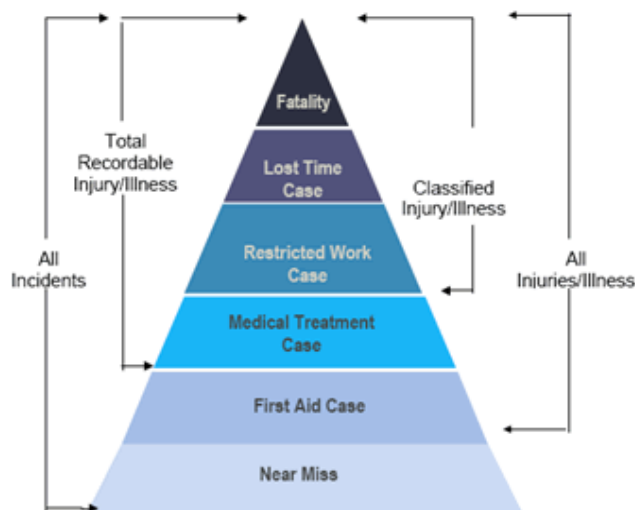 Fatality
Total
Recordable
Injury/Illness
Lost Time
Case
Classified
Injury/Illness
All
Incidents
Restricted Work
Case
All
Injuries/Illness
Medical Treatment
Case
First Aid Case
Near Miss